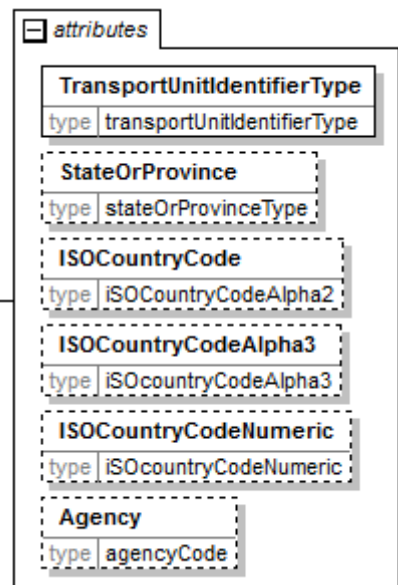 attributes
TransportUnitIdentifierType
type transportUnitIdentifierType
StateOrProvince
type stateOrProvinceType
ISOCountryCode
type iSOCountryCodeAlpha2
ISOCountryCodeAlpha3
type iSOcountryCodeAlpha3
ISOCountryCodeNumeric
type iSOcountryCodeNumeric
Agency
type agencyCode